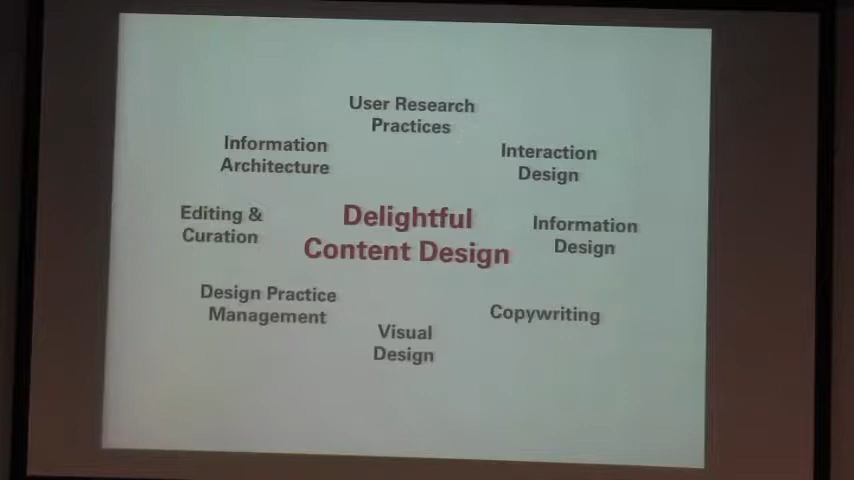 User Research
Practices
Information
Architecture
Interaction
Design
Editing &
Curation
Delightful
Content Design
Information
Design
Design Practice
Management
Copywriting
Visual
Design